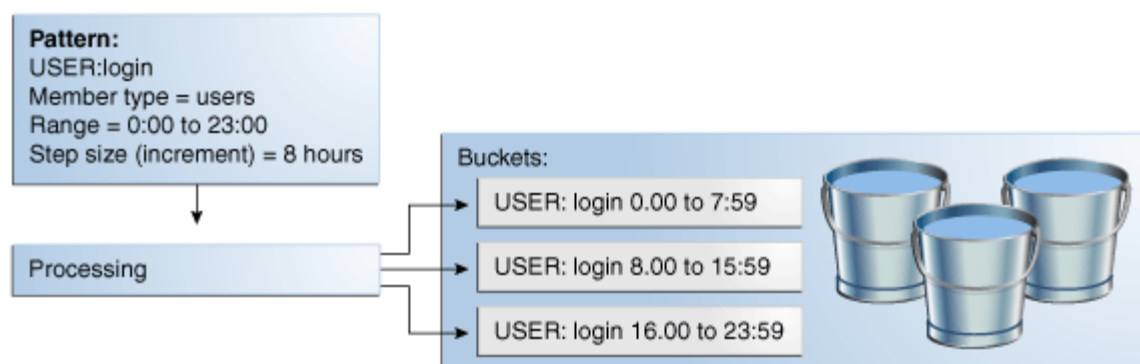 Pattern:
USER:login
Member type = users
Range = 0:00 to 23:00
Step size (increment) = 8 hours
Processing
Buckets:
USER: login 0.00 to 7:59
USER: login 8.00 to 15:59
USER: login 16.00 to 23:59